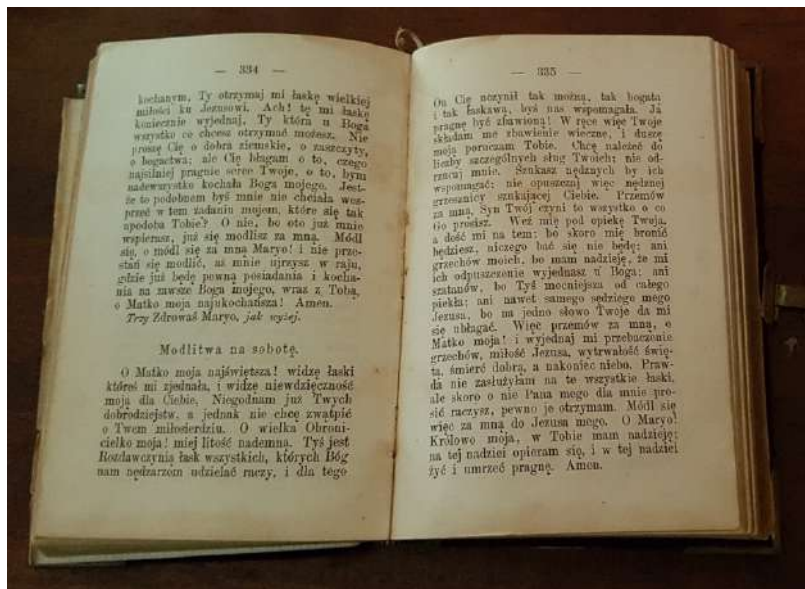 — 334 —
kochanym, Ty otrzymaj mi łaskę wielkiej
miłości ku Jezusowi. Ach! tę mi łaskę
koniecznie wyjednaj, Ty która u Boga
wszystko co chcesz otrzymać możesz. Nie
proszę Cię o dobra ziemskie, o zaszczyty,
o bogactwa; ale Cię błagam o to, czego
najsilniej pragnie serce Twoje, o to, bym
nadewszystko kochała Boga mojego. Jest-
że to podobnem byś mnie nie chciała wes-
przeć w tem żądaniu mojem, które się tak
upodoba Tobie? O nie, bo oto już mnie
wspierasz, już się modlisz za mną. Módl
się, o módl się za mną Maryo! i nie prze-
stań się modlić, aż mnie ujrzysz w raju,
gdzie już będę pewną posiadania i kocha-
nia na zawsze Boga mojego, wraz z Tobą,
o Matko moja najukochańsza! Amen.
Trzy Zdrowaś Maryo, jak wyżej.
Modlitwa na sobotę.
O Matko moja najświętsza! widzę łaski
któreś mi zjednała, i widzę niewdzięczność
moją dla Ciebie. Niegodnam już Twych
dobrodziejstw, a jednak nie chcę zwątpić
o Twem miłosierdziu. O wielka Obroni-
cielko moja! miej litość nademną. Tyś jest
Rozdawczynią łask wszystkich, których Bóg
nam nędzarzom udzielać raczy, i dla tego
— 335 —
On Cię uczynił tak możną, tak bogatą
i tak łaskawą, byś nas wspomagała. Ja
pragnę być zbawioną! W ręce więc Twoje
składam me zbawienie wieczne, i duszę
moją poruczam Tobie. Chcę należeć do
liczby szczególnych sług Twoich; nie od-
rzucaj mnie. Szukasz nędznych by ich
wspomagać; nie opuszczaj więc nędznej
grzesznicy szukającej Ciebie. Przemów
za mną, Syn Twój czyni to wszystko o co
Go prosisz. Weź mię pod opiekę Twoją,
a dość mi na tem; bo skoro mię bronić
będziesz, niczego bać się nie będę; ani
grzechów moich, bo mam nadzieję, że mi
ich odpuszczenie wyjednasz u Boga; ani
szatanów, bo Tyś mocniejsza od całego
piekła; ani nawet samego sędziego mego
Jezusa, bo na jedno słowo Twoje da mi
się ubłagać. Więc przemów za mną, o
Matko moja! i wyjednaj mi przebaczenie
grzechów, miłość Jezusa, wytrwałość świę-
tą, śmierć dobrą, a nakoniec niebo. Praw-
da nie zasłużyłam na te wszystkie łaski,
ale skoro o nie Pana mego dla mnie pro-
sić raczysz, pewno je otrzymam. Módl się
więc za mną do Jezusa mego. O Maryo!
Królowo moja, w Tobie mam nadzieję;
na tej nadziei opieram się, i w tej nadziei
żyć i umrzeć pragnę. Amen.